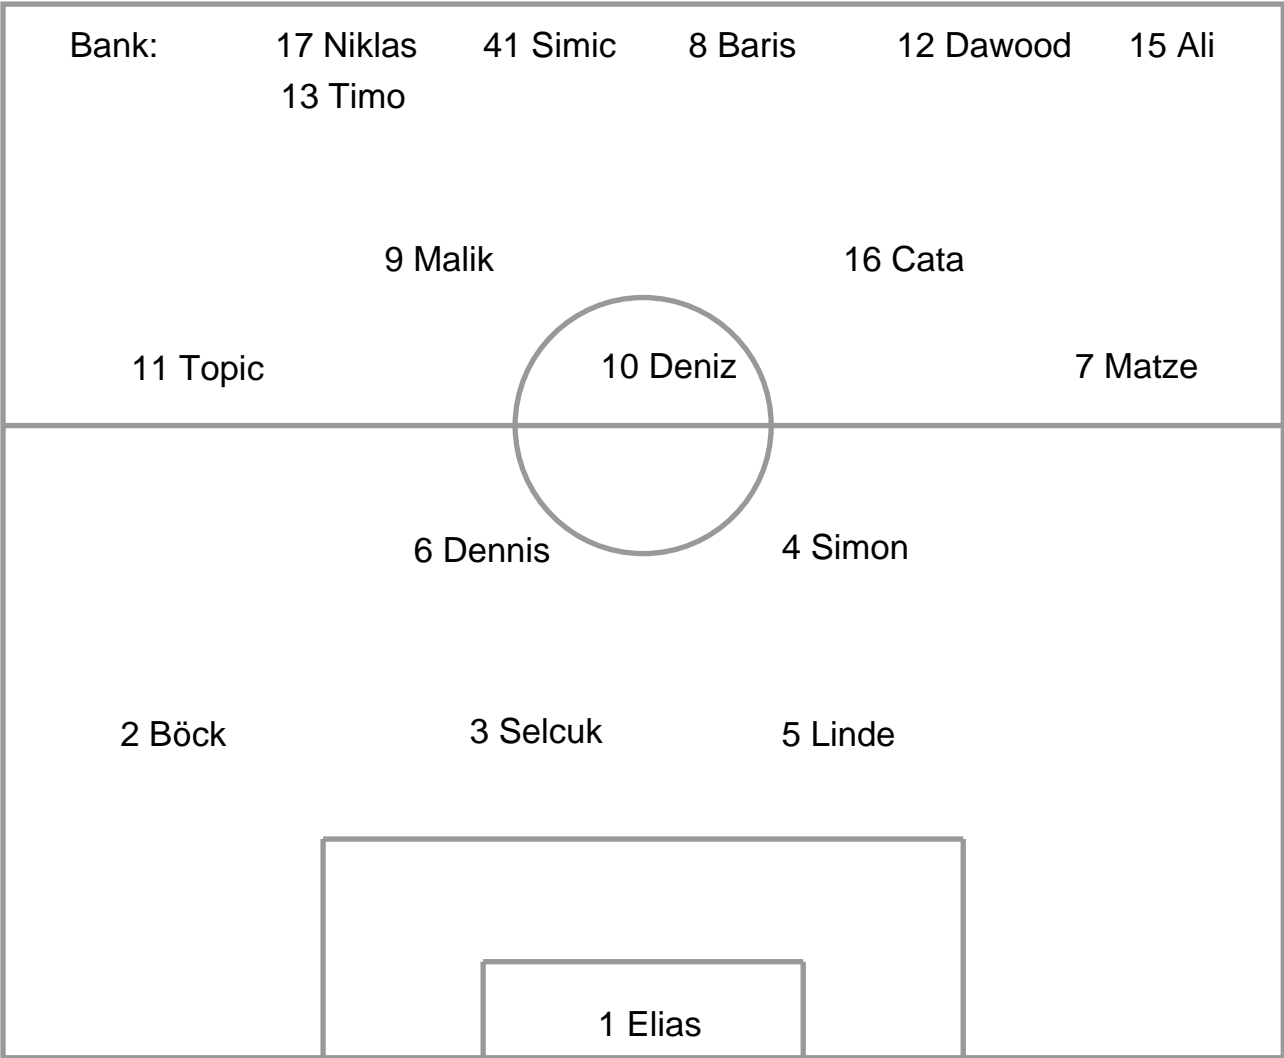 Bank: 17 Niklas 41 Simic 8 Baris 12 Dawood 15 Ali
13 Timo
9 Malik 16 Cata
11 Topic 10 Deniz 7 Matze
6 Dennis 4 Simon
2 Böck 3 Selcuk 5 Linde
1 Elias